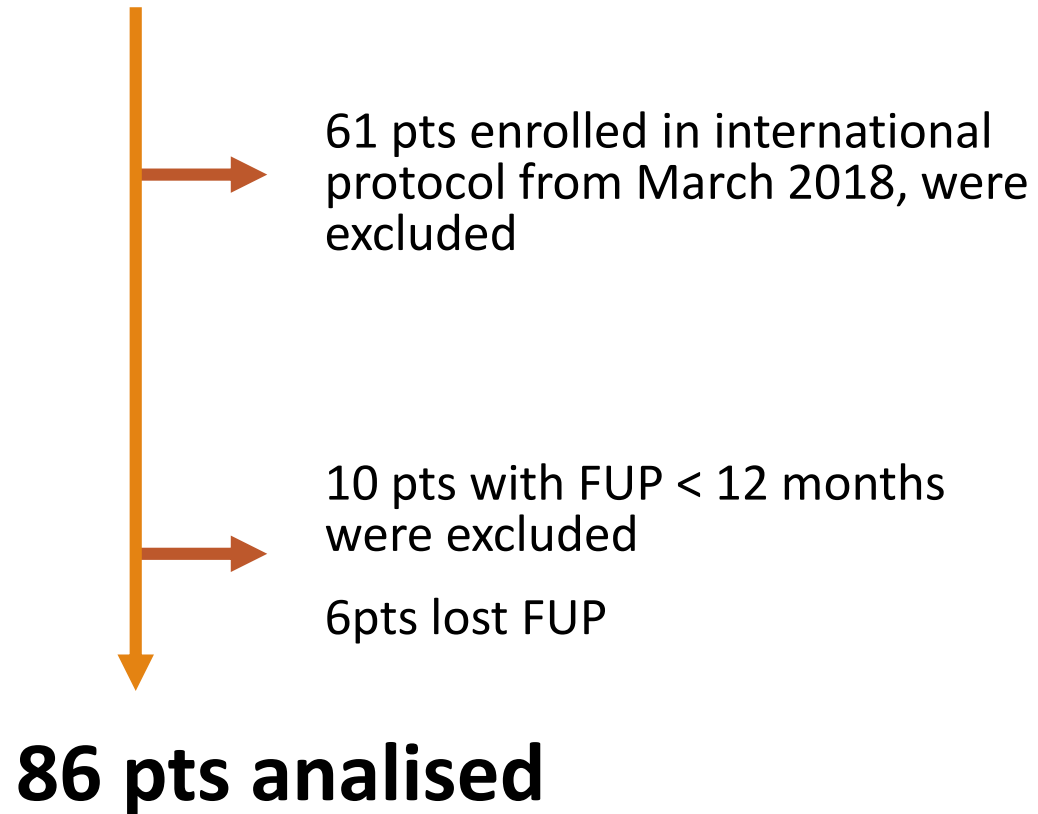 61 pts enrolled in international
protocol from March 2018, were
excluded
10 pts with FUP < 12 months
were excluded
6pts lost FUP
86 pts analised